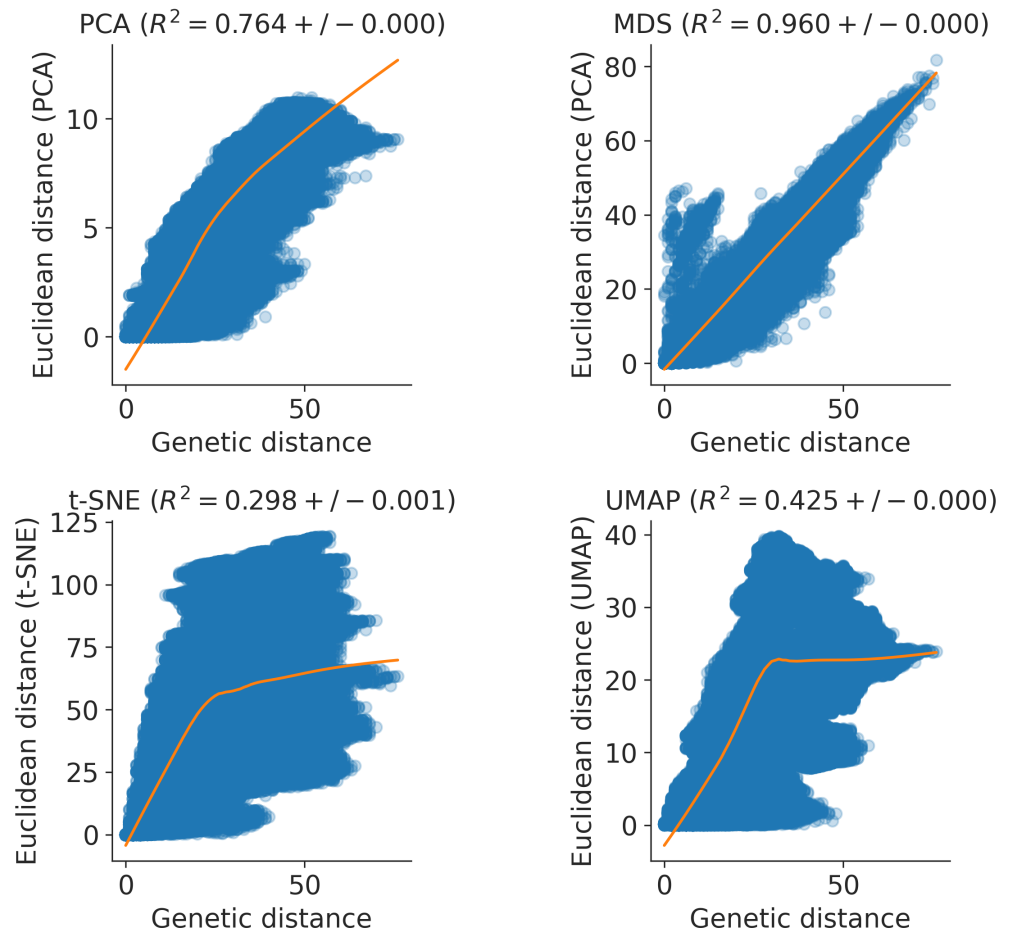 PCA (R² = 0.764 + / − 0.000)
Euclidean distance (PCA)
10
5
0
0
50
Genetic distance
MDS (R² = 0.960 + / − 0.000)
Euclidean distance (PCA)
80
60
40
20
0
0
50
Genetic distance
t-SNE (R² = 0.298 + / − 0.001)
Euclidean distance (t-SNE)
125
100
75
50
25
0
0
50
Genetic distance
UMAP (R² = 0.425 + / − 0.000)
Euclidean distance (UMAP)
40
30
20
10
0
0
50
Genetic distance